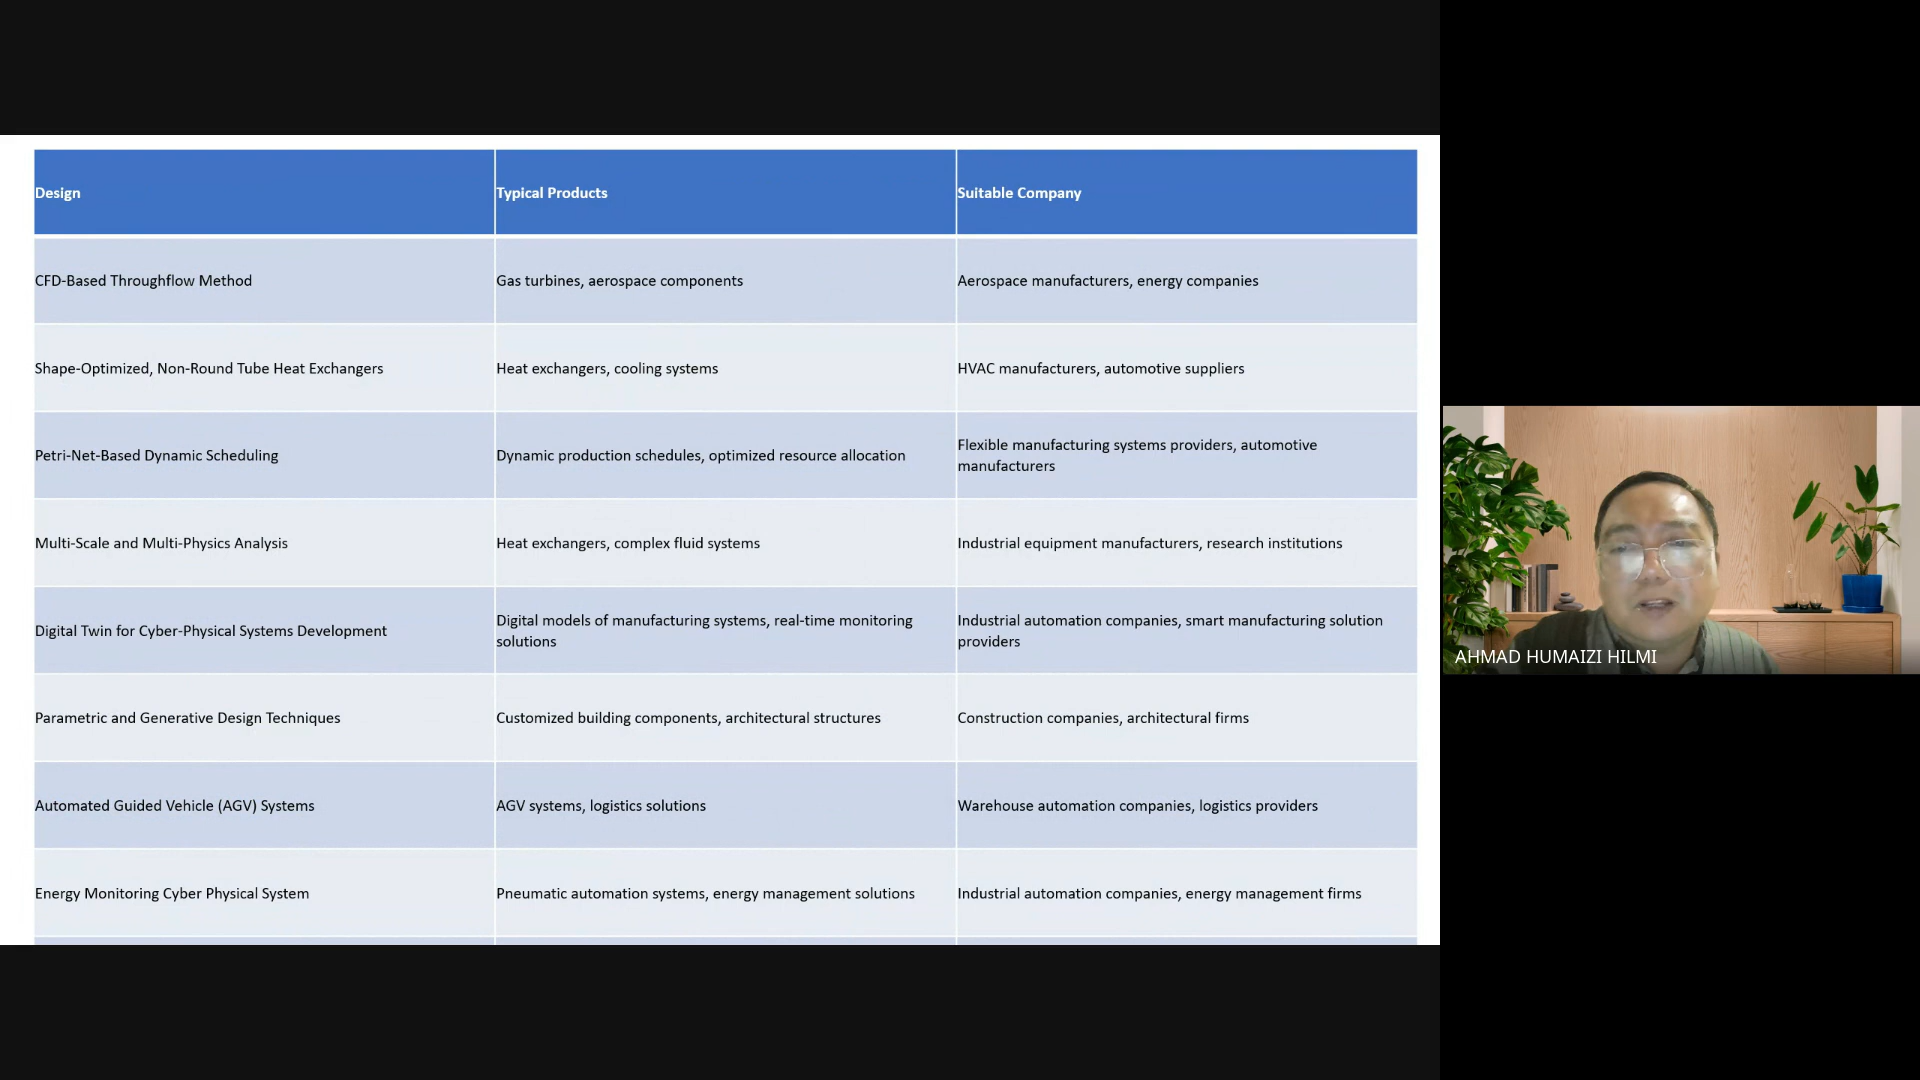 Design
Typical Products
Suitable Company
CFD-Based Throughflow Method
Gas turbines, aerospace components
Aerospace manufacturers, energy companies
Shape-Optimized, Non-Round Tube Heat Exchangers
Heat exchangers, cooling systems
HVAC manufacturers, automotive suppliers
Petri-Net-Based Dynamic Scheduling
Dynamic production schedules, optimized resource allocation
Flexible manufacturing systems providers, automotive
manufacturers
Multi-Scale and Multi-Physics Analysis
Heat exchangers, complex fluid systems
Industrial equipment manufacturers, research institutions
Digital Twin for Cyber-Physical Systems Development
Digital models of manufacturing systems, real-time monitoring
solutions
Industrial automation companies, smart manufacturing solution
providers
Parametric and Generative Design Techniques
Customized building components, architectural structures
Construction companies, architectural firms
Automated Guided Vehicle (AGV) Systems
AGV systems, logistics solutions
Warehouse automation companies, logistics providers
Energy Monitoring Cyber Physical System
Pneumatic automation systems, energy management solutions
Industrial automation companies, energy management firms
AHMAD HUMAIZI HILMI